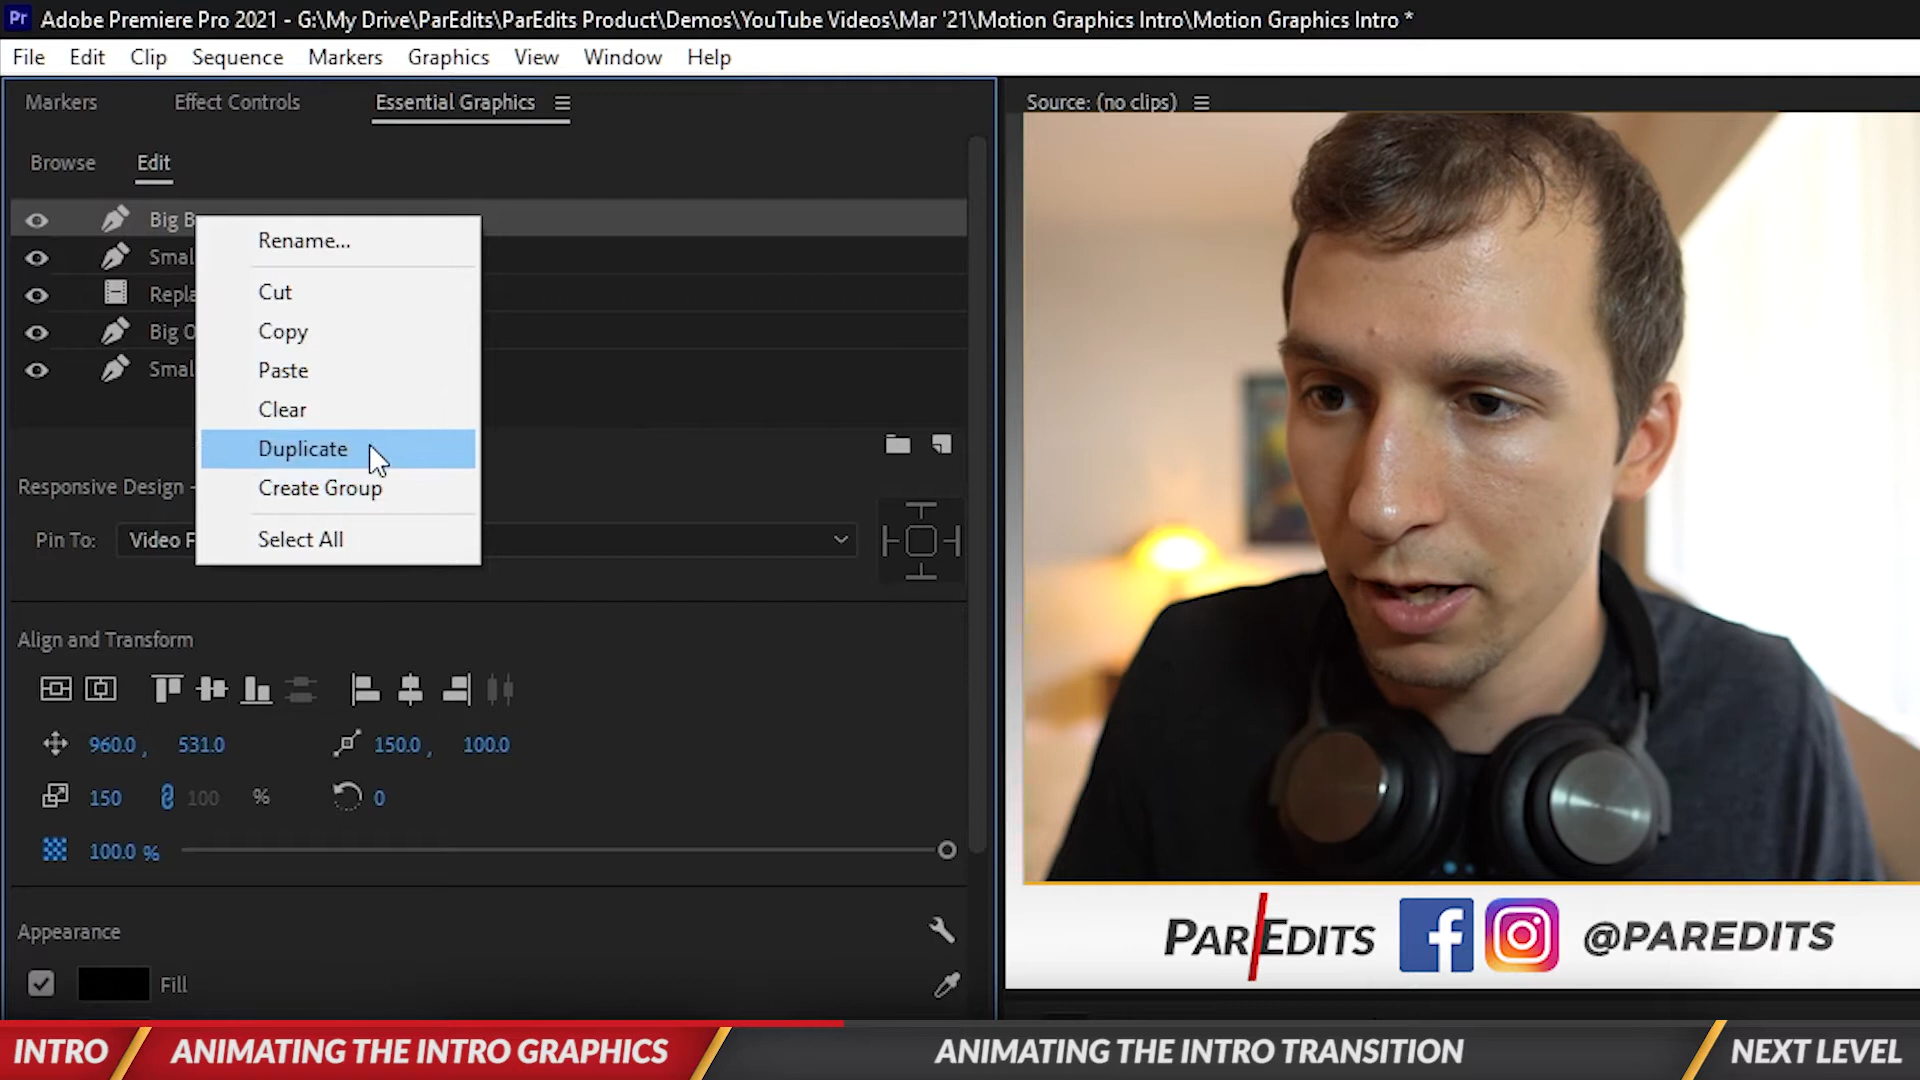 Pr Adobe Premiere Pro 2021 - G:\My Drive\ParEdits\ParEdits Product\Demos\YouTube Videos\Mar '21\Motion Graphics Intro\Motion Graphics Intro *
File Edit Clip Sequence Markers Graphics View Window Help
Markers Effect Controls Essential Graphics
Source: (no clips)
Browse Edit
Big B
Smal
Repla
Big O
Smal
Rename...
Cut
Copy
Paste
Clear
Duplicate
Create Group
Select All
Responsive Design -
Pin To: Video F
Align and Transform
960.0 , 531.0 150.0 , 100.0
150 100 % 0
100.0 %
Appearance
Fill
PAR EDITS f @PAREDITS
INTRO ANIMATING THE INTRO GRAPHICS ANIMATING THE INTRO TRANSITION NEXT LEVEL